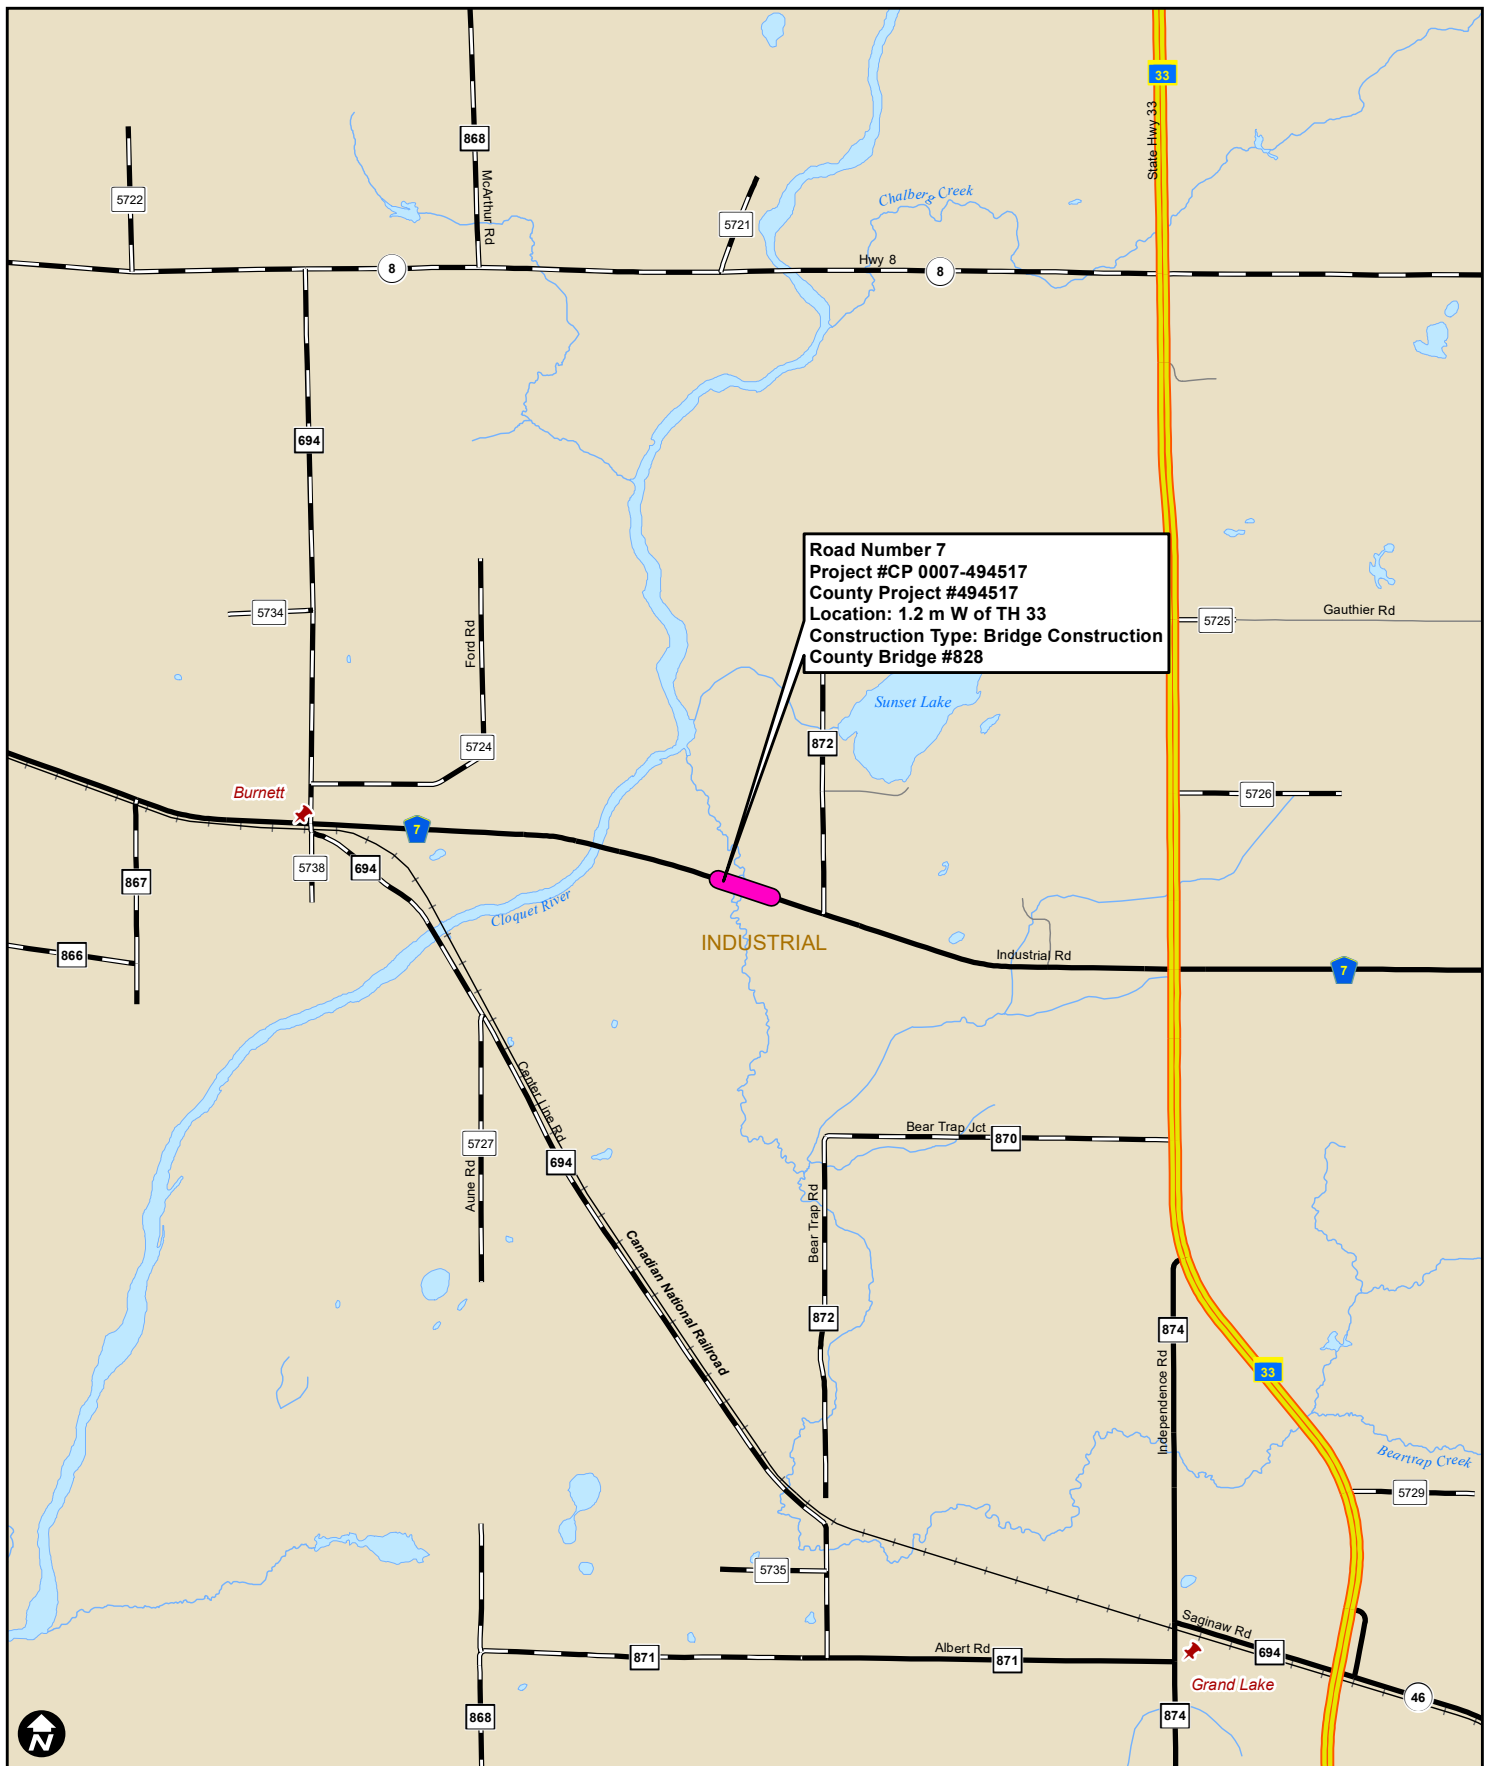 33
State Hwy 33
868
McArthur Rd
5722
5721
Chalberg Creek
8
Hwy 8
8
694
Road Number 7
Project #CP 0007-494517
County Project #494517
Location: 1.2 m W of TH 33
Construction Type: Bridge Construction
County Bridge #828
5734
Ford Rd
5725
Gauthier Rd
Sunset Lake
5724
872
Burnett
5726
7
5738
694
867
Cloquet River
INDUSTRIAL
866
Industrial Rd
7
Center Line Rd
5727
Aune Rd
694
Bear Trap Jct
870
Bear Trap Rd
Canadian National Railroad
872
874
Independence Rd
33
Beartrap Creek
5729
5735
Saginaw Rd
871
Albert Rd
871
694
Grand Lake
46
868
874
N